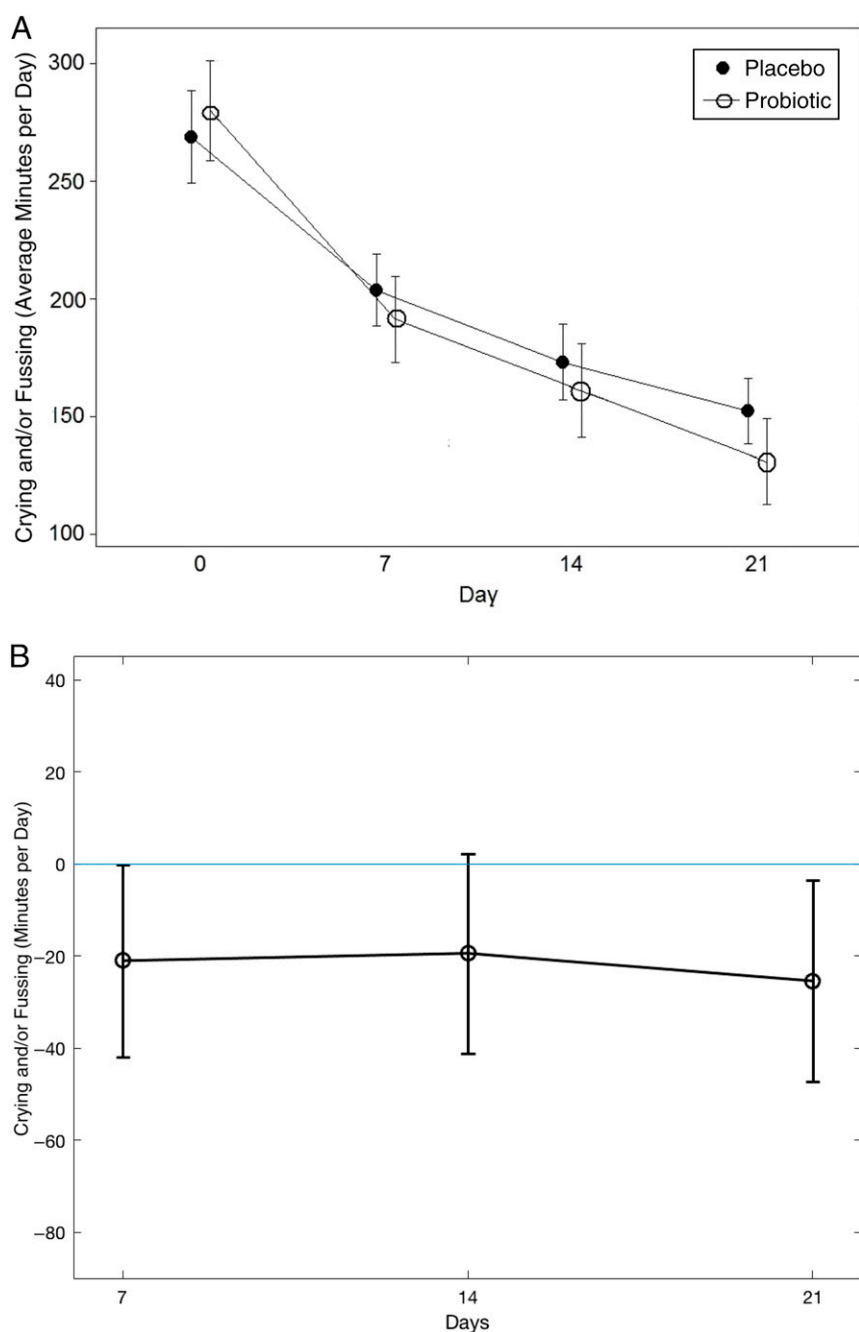 A
Crying and/or Fussing (Average Minutes per Day)
300
250
200
150
100
Placebo
Probiotic
0 7 14 21
Day
B
Crying and/or Fussing (Minutes per Day)
40
20
0
−20
−40
−60
−80
7 14 21
Days